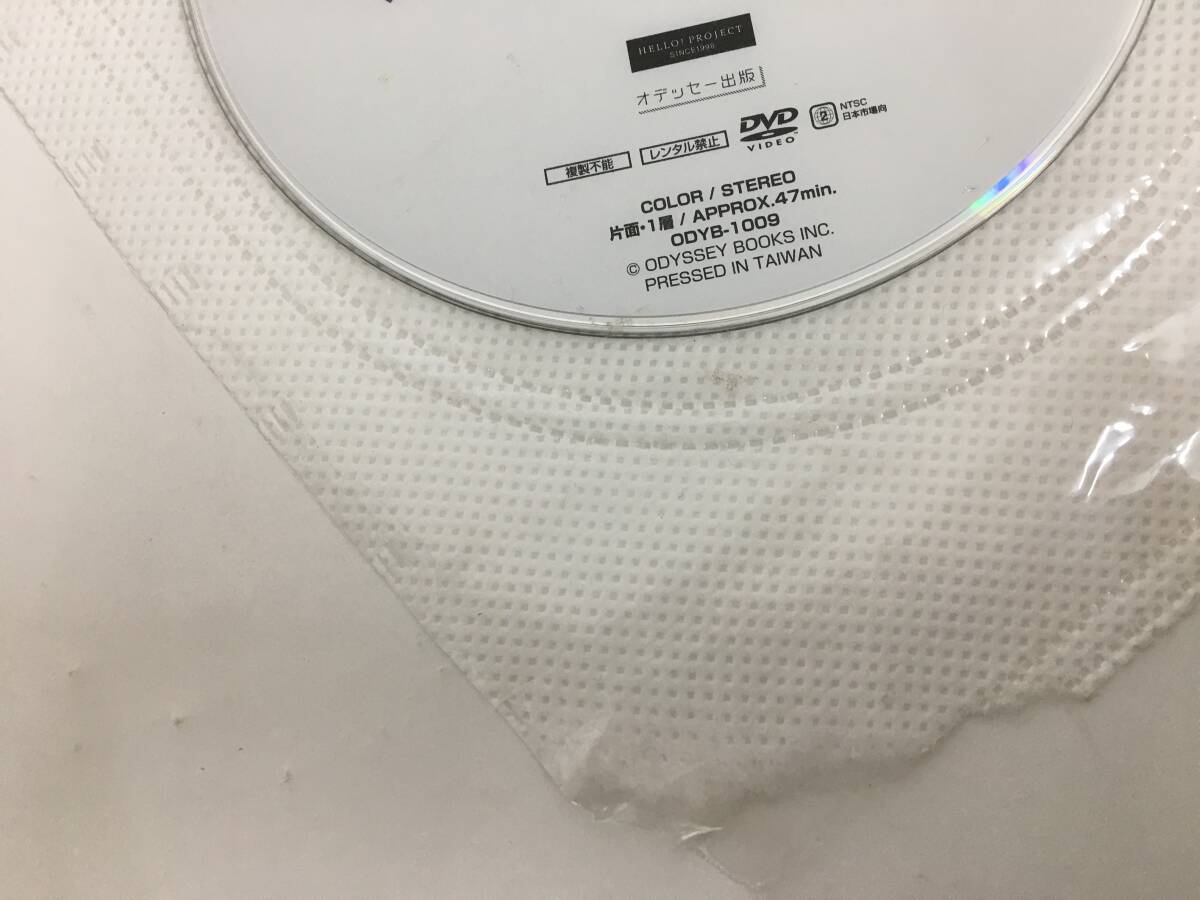 HELLO! PROJECT
SINCE1998
オデッセー出版
複製不能 レンタル禁止 DVD VIDEO 2 NTSC 日本市場向
COLOR / STEREO
片面・1層 / APPROX.47min.
ODYB-1009
© ODYSSEY BOOKS INC.
PRESSED IN TAIWAN